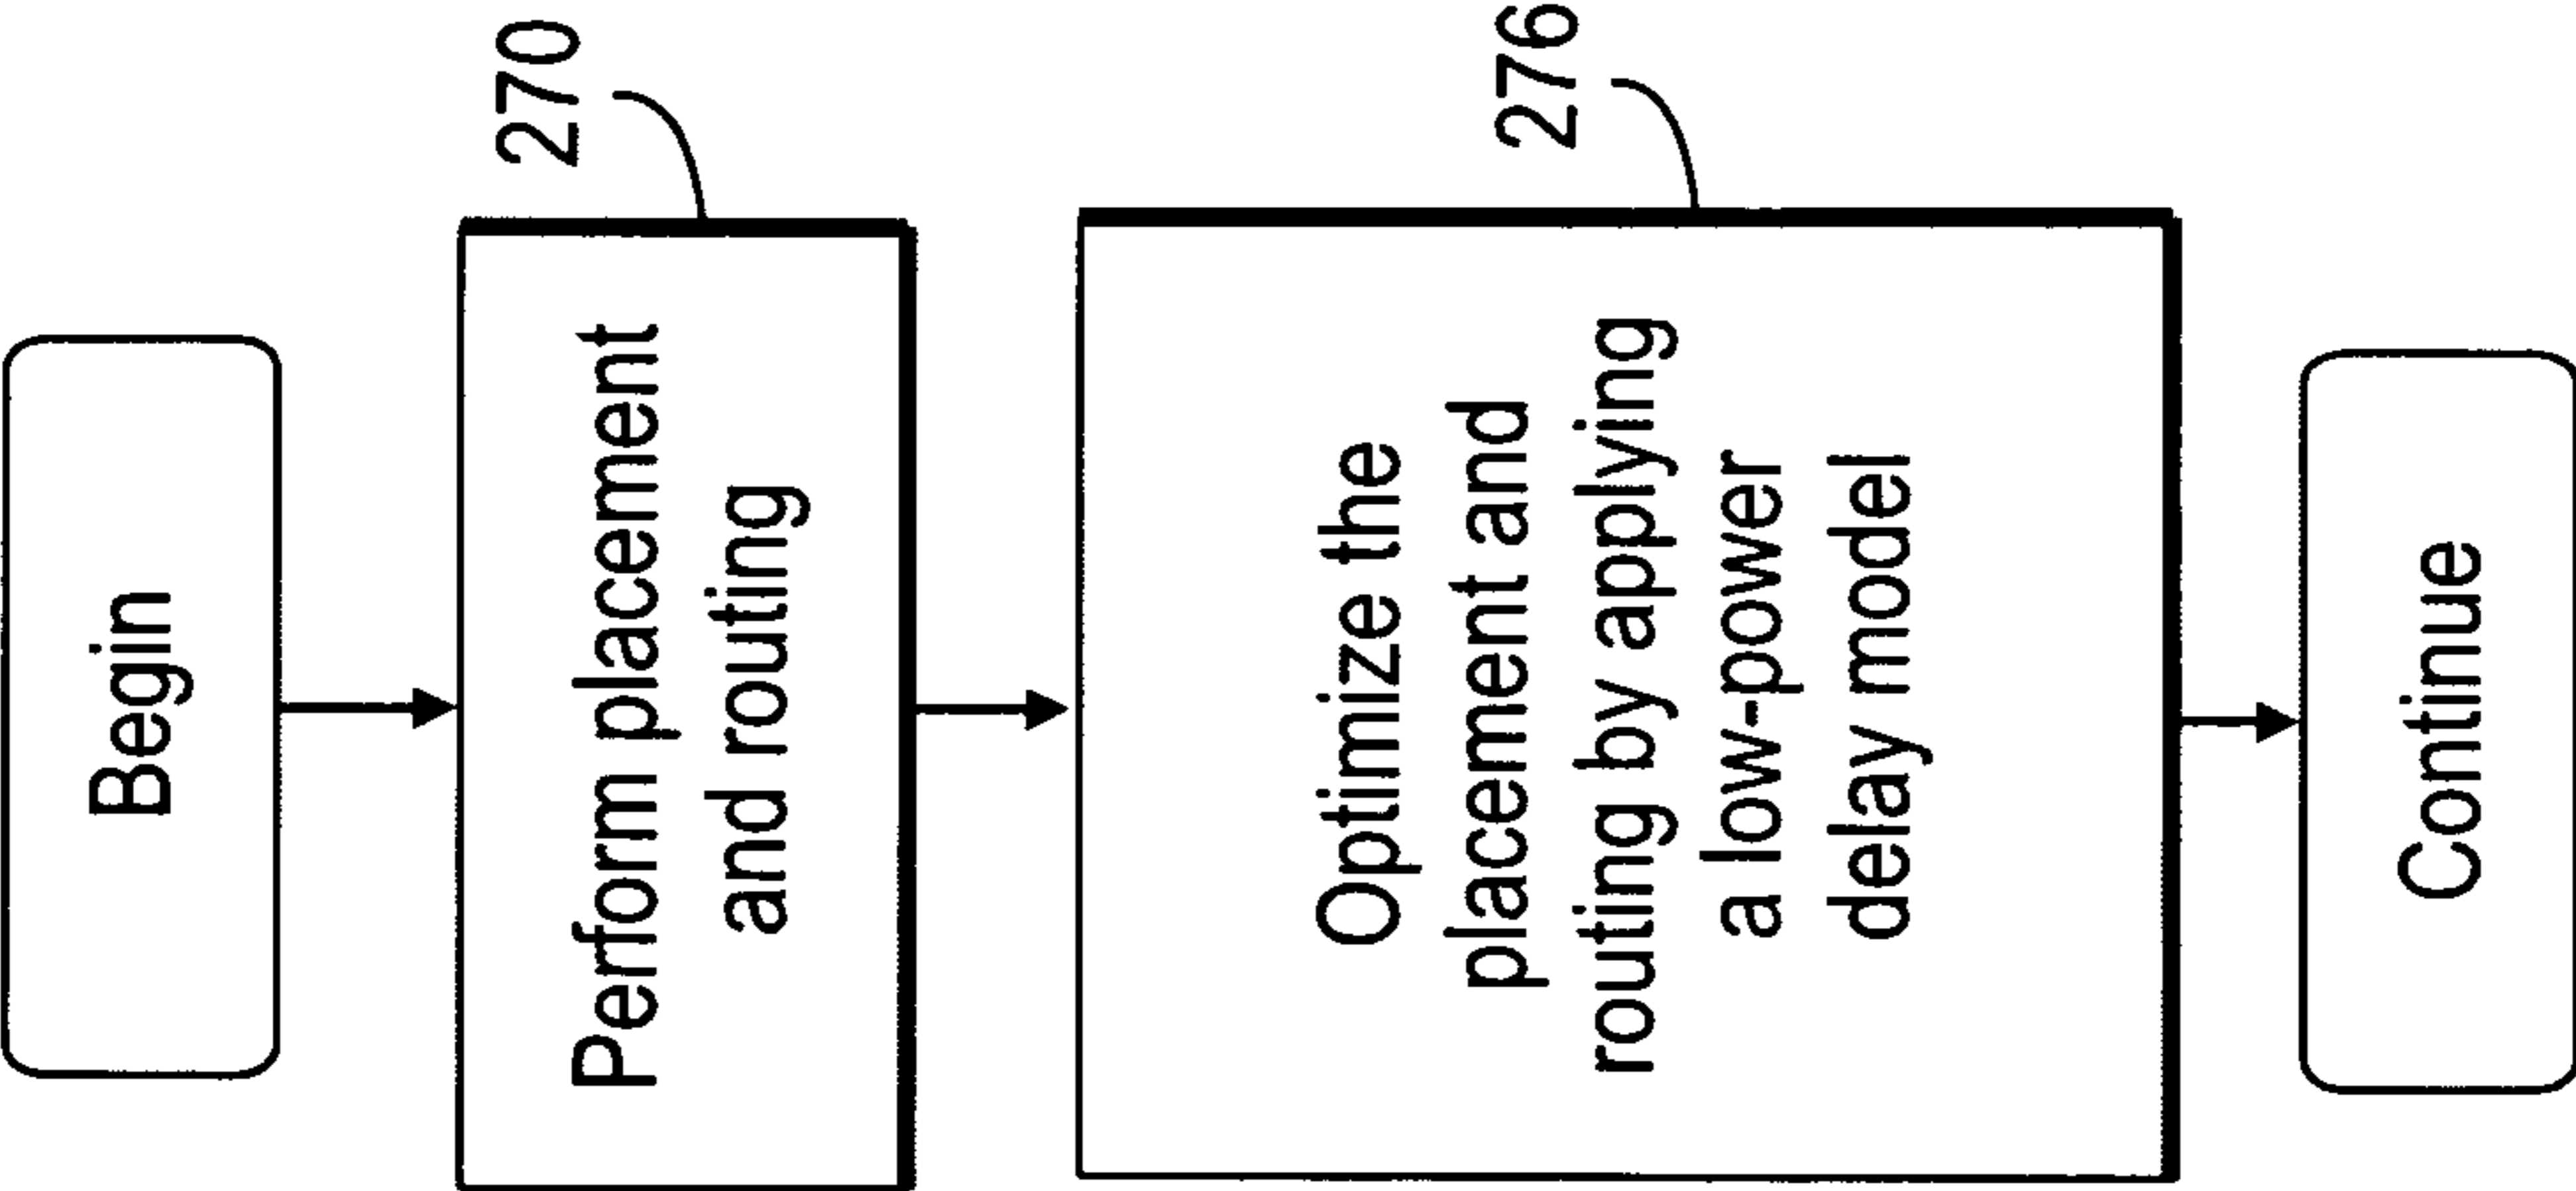 Begin
270
Perform placement
and routing
276
Optimize the
placement and
routing by applying
a low-power
delay model
Continue